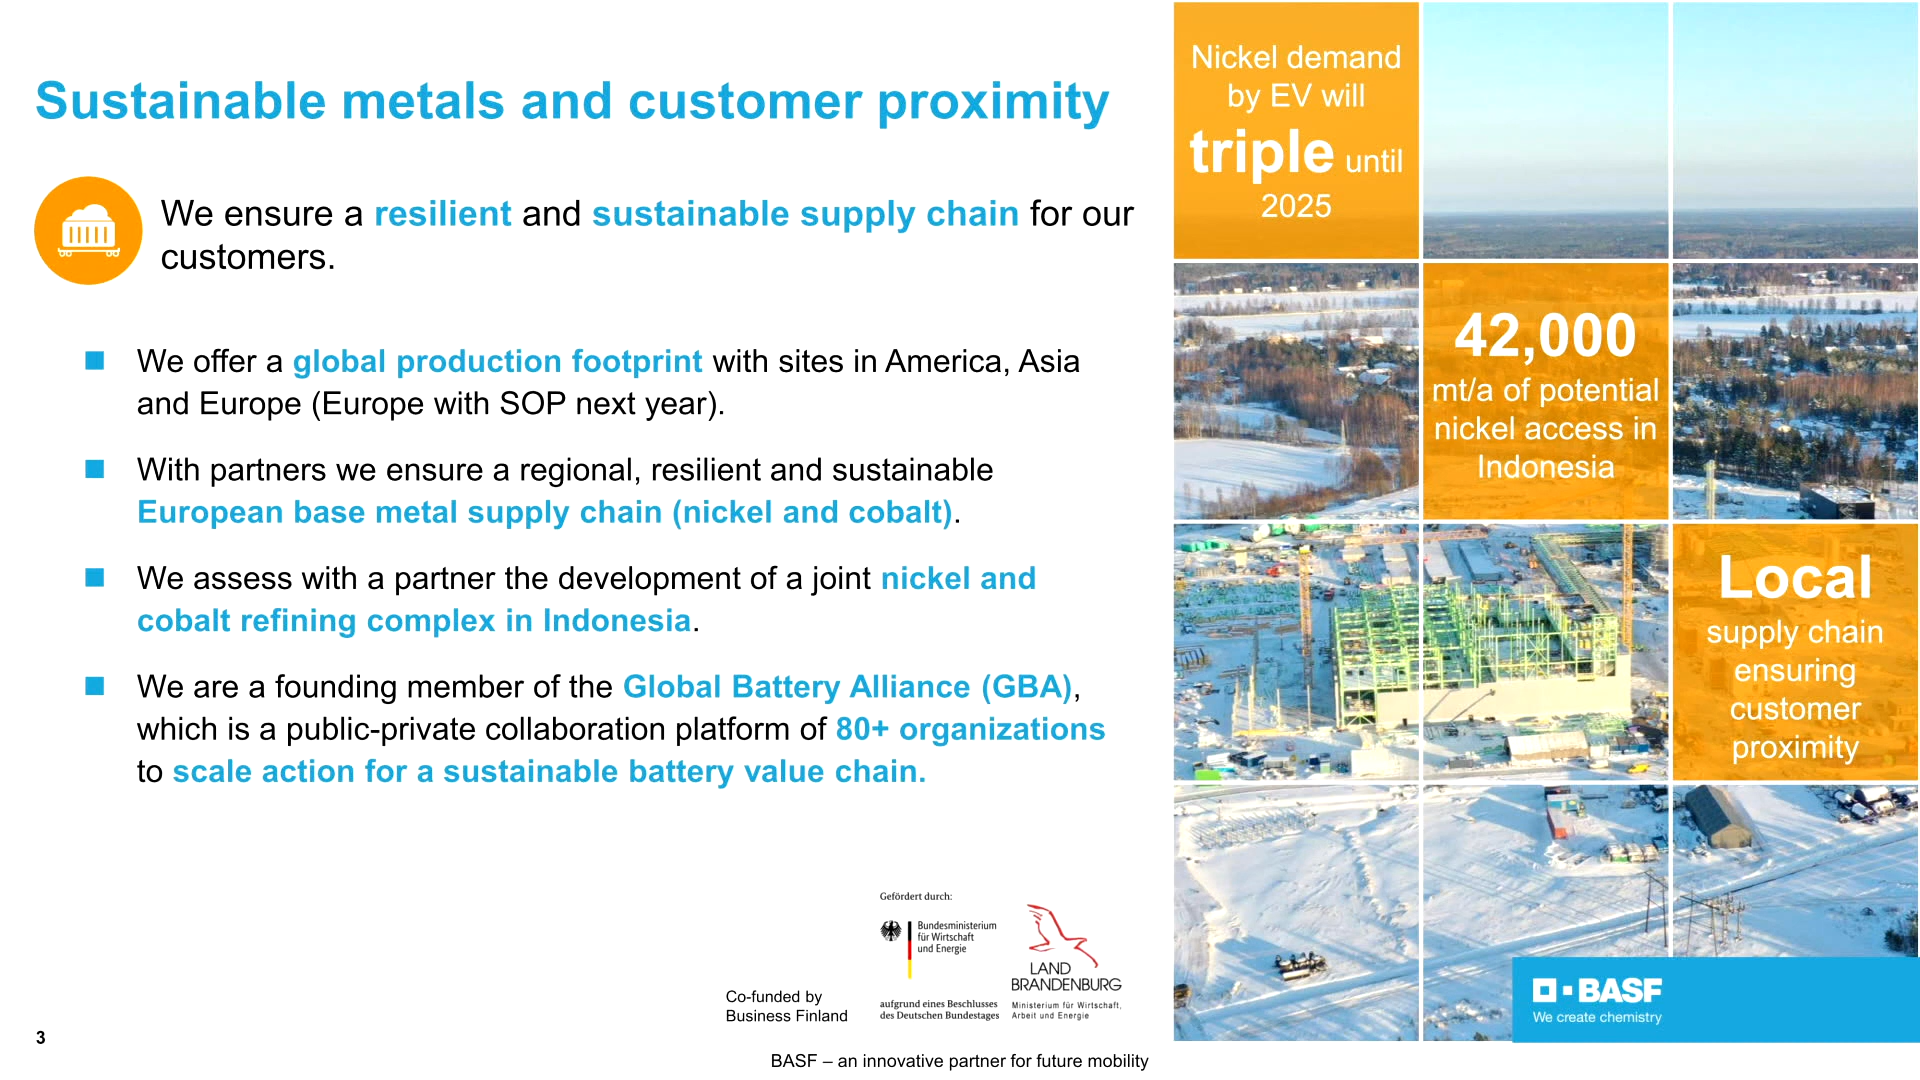 Sustainable metals and customer proximity
We ensure a resilient and sustainable supply chain for our
customers.
■ We offer a global production footprint with sites in America, Asia
and Europe (Europe with SOP next year).
■ With partners we ensure a regional, resilient and sustainable
European base metal supply chain (nickel and cobalt).
■ We assess with a partner the development of a joint nickel and
cobalt refining complex in Indonesia.
■ We are a founding member of the Global Battery Alliance (GBA),
which is a public-private collaboration platform of 80+ organizations
to scale action for a sustainable battery value chain.
Nickel demand
by EV will
triple until
2025
42,000
mt/a of potential
nickel access in
Indonesia
Local
supply chain
ensuring
customer
proximity
Co-funded by
Business Finland
Gefördert durch:
Bundesministerium
für Wirtschaft
und Energie
aufgrund eines Beschlusses
des Deutschen Bundestages
LAND
BRANDENBURG
Ministerium für Wirtschaft,
Arbeit und Energie
BASF
We create chemistry
3
BASF – an innovative partner for future mobility